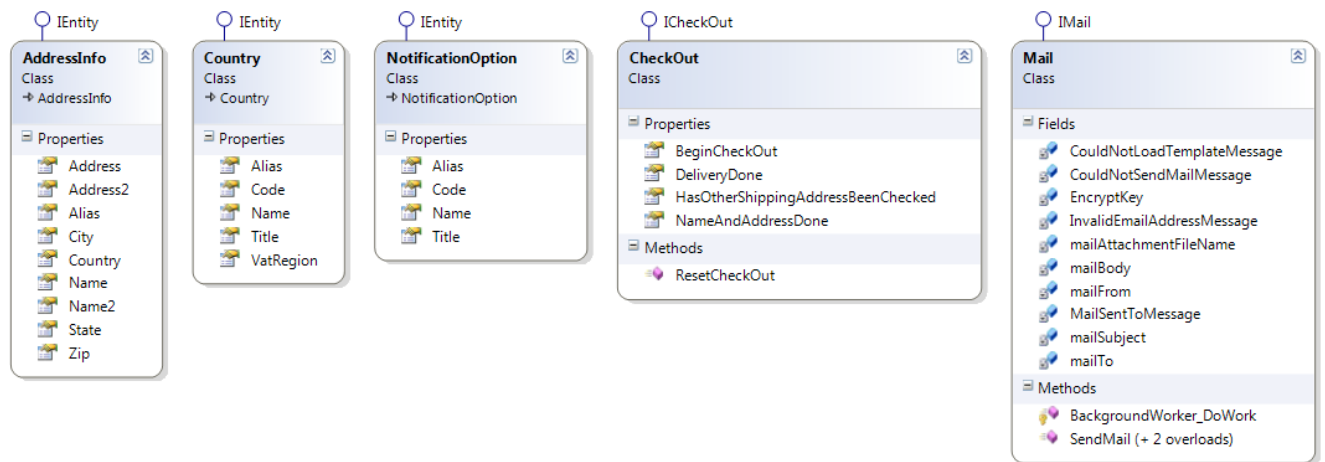 IEntity
AddressInfo
Class
AddressInfo
Properties
Address
Address2
Alias
City
Country
Name
Name2
State
Zip
IEntity
Country
Class
Country
Properties
Alias
Code
Name
Title
VatRegion
IEntity
NotificationOption
Class
NotificationOption
Properties
Alias
Code
Name
Title
ICheckOut
CheckOut
Class
Properties
BeginCheckOut
DeliveryDone
HasOtherShippingAddressBeenChecked
NameAndAddressDone
Methods
ResetCheckOut
IMail
Mail
Class
Fields
CouldNotLoadTemplateMessage
CouldNotSendMailMessage
EncryptKey
InvalidEmailAddressMessage
mailAttachmentFileName
mailBody
mailFrom
MailSentToMessage
mailSubject
mailTo
Methods
BackgroundWorker_DoWork
SendMail (+ 2 overloads)